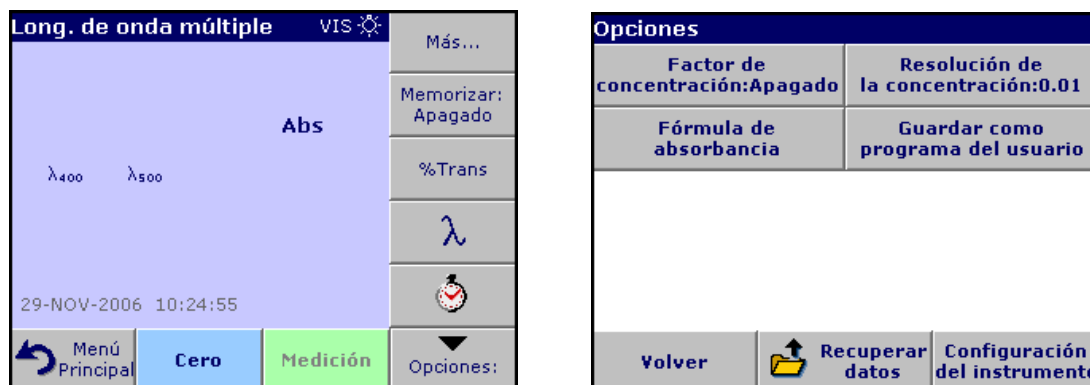 Long. de onda múltiple VIS
Más...
Memorizar:
Apagado
Abs
%Trans
λ400 λ500
λ
29-NOV-2006 10:24:55
Menú
Principal
Cero
Medición
Opciones:
Opciones
Factor de
concentración:Apagado
Resolución de
la concentración:0.01
Fórmula de
absorbancia
Guardar como
programa del usuario
Volver
Recuperar
datos
Configuración
del instrumento